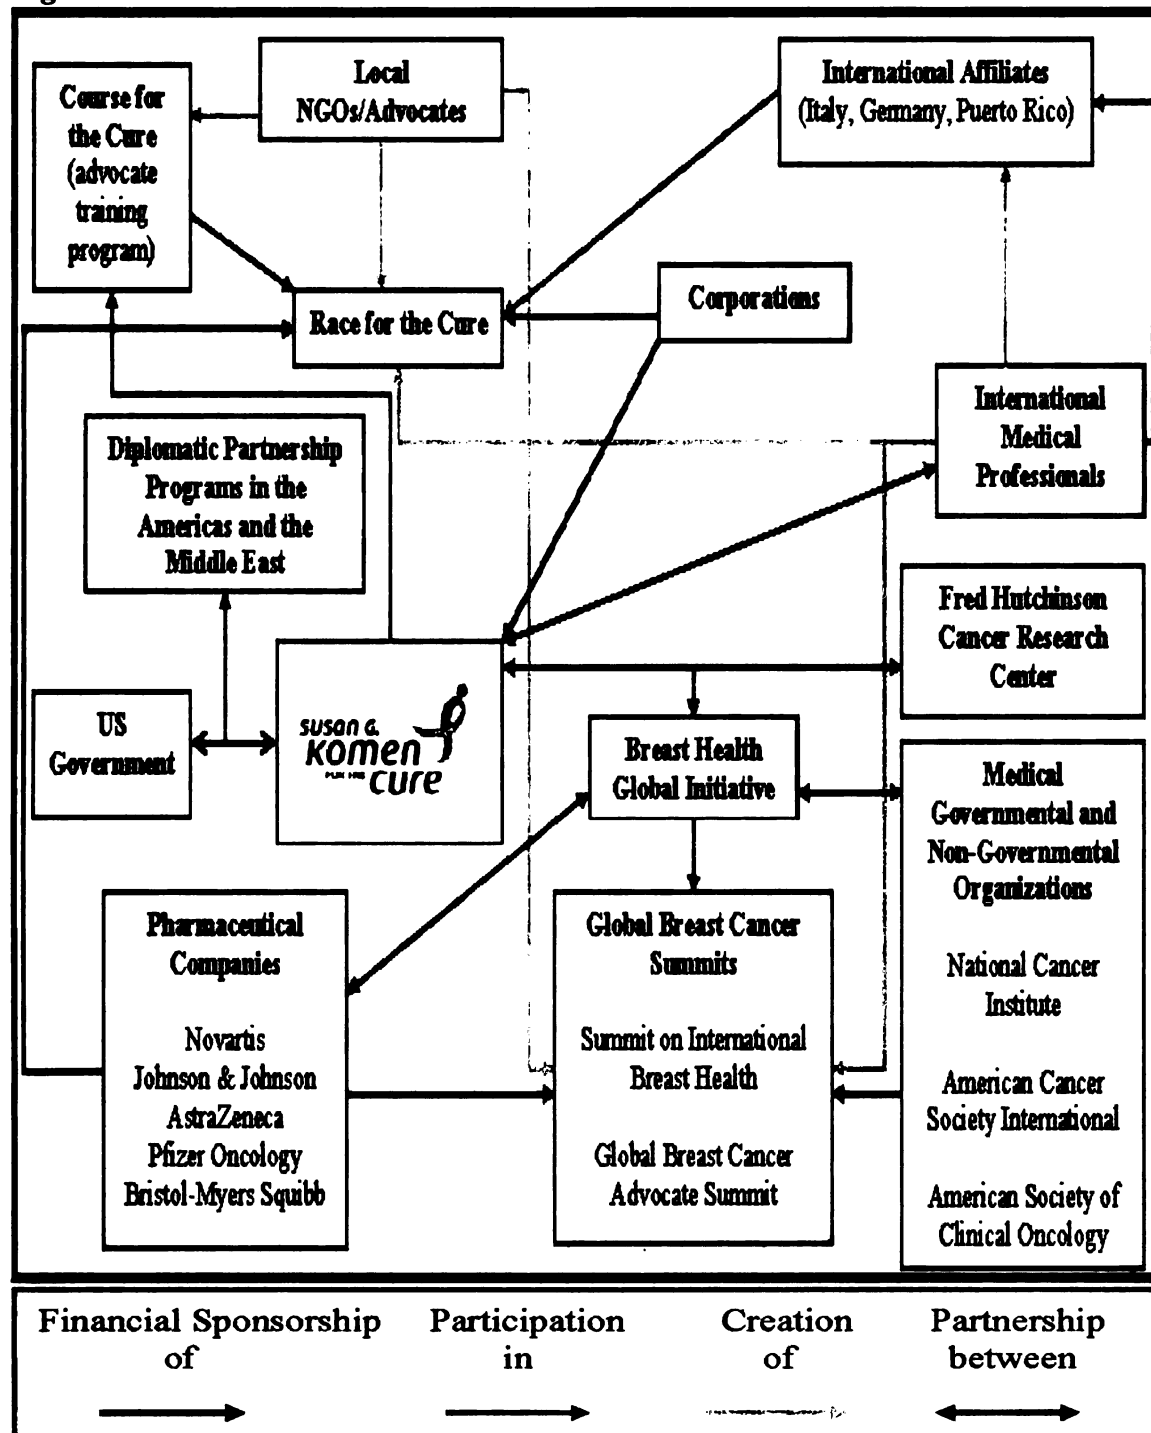 Course for
the Cure
(advocate
training
program)
Local
NGOs/Advocates
International Affiliates
(Italy, Germany, Puerto Rico)
Race for the Cure
Corporations
International
Medical
Professionals
Diplomatic Partnership
Programs in the
Americas and the
Middle East
Fred Hutchinson
Cancer Research
Center
US
Government
susan G.
komen
FOR THE
cure
Breast Health
Global Initiative
Medical
Governmental and
Non-Governmental
Organizations
National Cancer
Institute
American Cancer
Society International
American Society of
Clinical Oncology
Pharmaceutical
Companies
Novartis
Johnson & Johnson
AstraZeneca
Pfizer Oncology
Bristol-Myers Squibb
Global Breast Cancer
Summits
Summit on International
Breast Health
Global Breast Cancer
Advocate Summit
Financial Sponsorship
of
Participation
in
Creation
of
Partnership
between